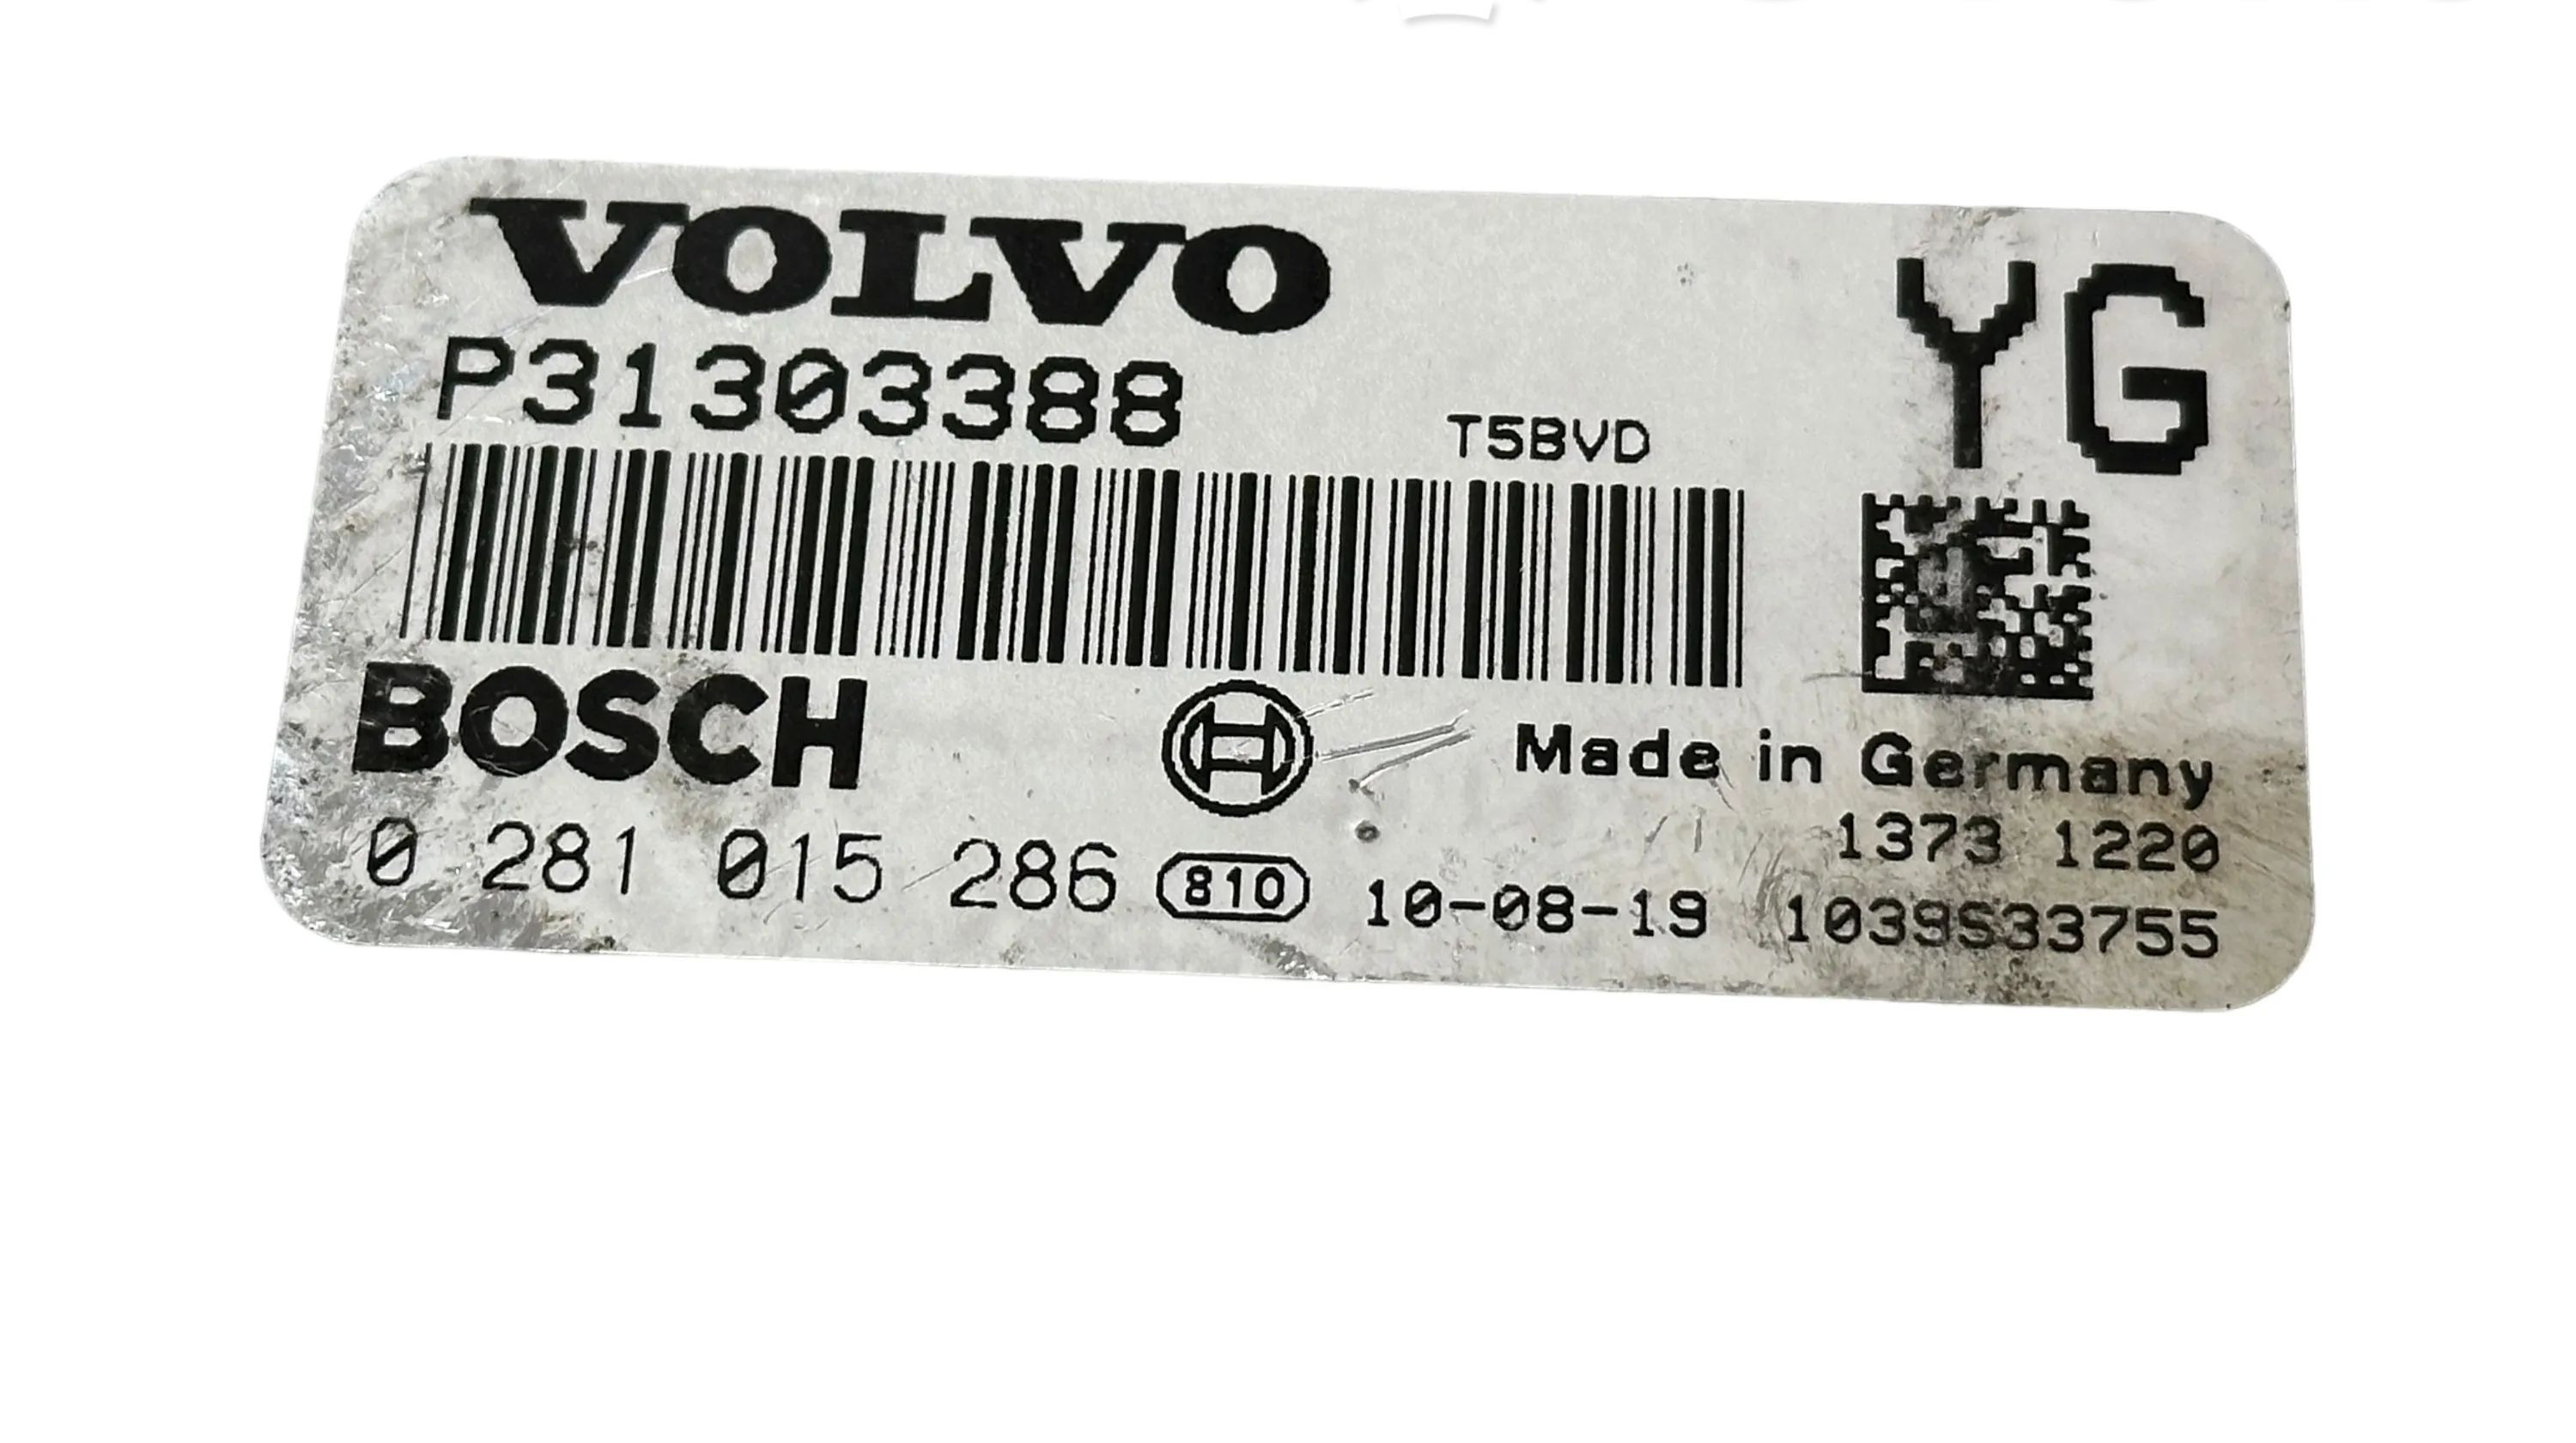 VOLVO
YG
P31303388
T5BVD
BOSCH
Made in Germany
1373 1220
0 281 015 286 810 10-08-19 1039S33755